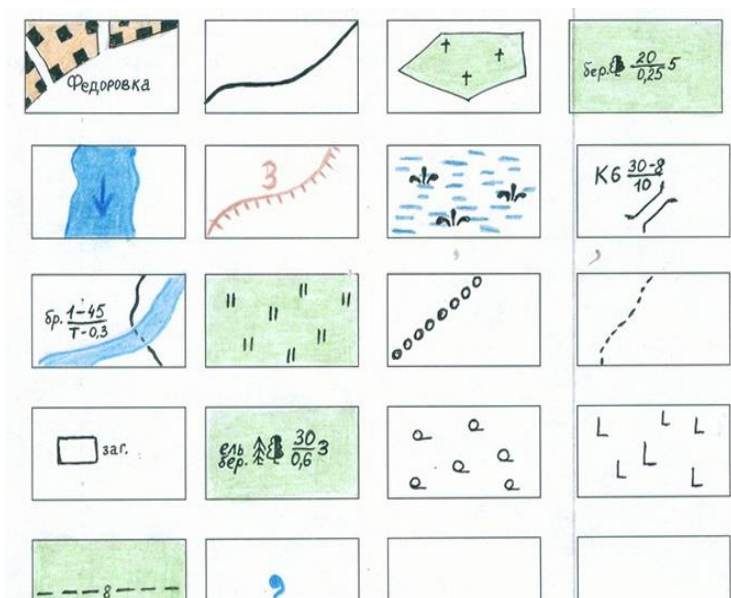 Федоровка
бер. 20 5
0,25
3
К6 30-8
10
бр. 1-45
Т-0,3
заг.
ель 30 3
бер. 0,6
8